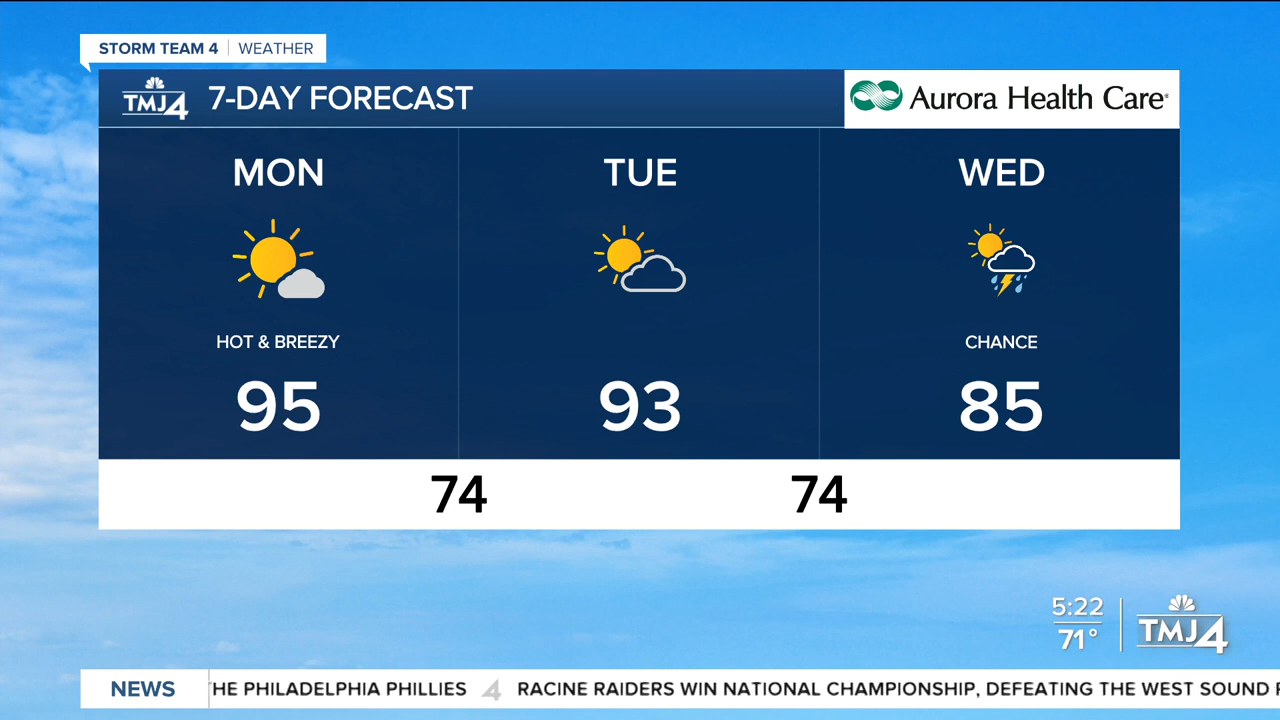 STORM TEAM 4 | WEATHER
TMJ4 7-DAY FORECAST Aurora Health Care®
MON TUE WED
HOT & BREEZY CHANCE
95 93 85
74 74
5:22
71°
TMJ4
NEWS HE PHILADELPHIA PHILLIES 4 RACINE RAIDERS WIN NATIONAL CHAMPIONSHIP, DEFEATING THE WEST SOUND